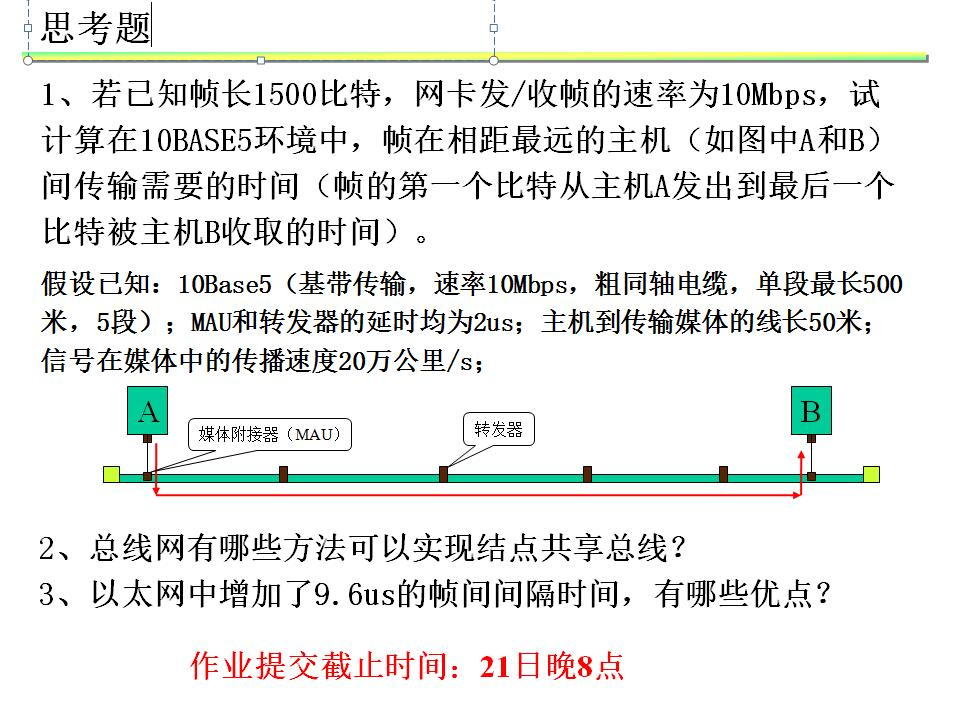 思考题
1、若已知帧长1500比特，网卡发/收帧的速率为10Mbps，试
计算在10BASE5环境中，帧在相距最远的主机（如图中A和B）
间传输需要的时间（帧的第一个比特从主机A发出到最后一个
比特被主机B收取的时间）。
假设已知：10Base5（基带传输，速率10Mbps，粗同轴电缆，单段最长500
米，5段）；MAU和转发器的延时均为2us；主机到传输媒体的线长50米；
信号在媒体中的传播速度20万公里/s；
A
媒体附接器（MAU）
转发器
B
2、总线网有哪些方法可以实现结点共享总线？
3、以太网中增加了9.6us的帧间间隔时间，有哪些优点？
作业提交截止时间：21日晚8点